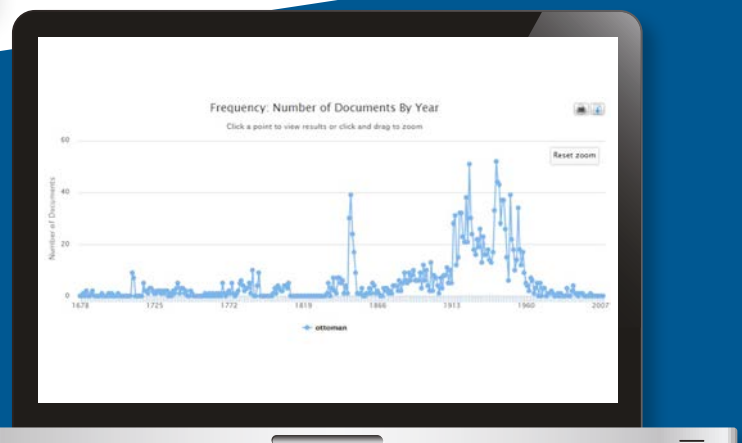 Frequency: Number of Documents By Year
Click a point to view results or click and drag to zoom
Reset zoom
Number of Documents
60
40
20
0
1678 1725 1772 1819 1866 1913 1960 2007
ottoman